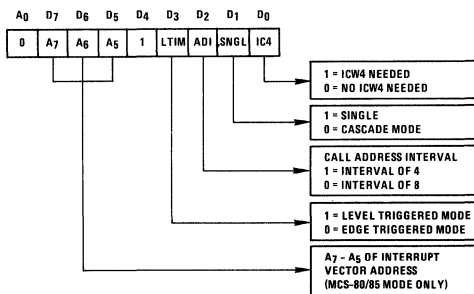 A0 D7 D6 D5 D4 D3 D2 D1 D0
0 A7 A6 A5 1 LTIM ADI SNGL IC4
1 = ICW4 NEEDED
0 = NO ICW4 NEEDED
1 = SINGLE
0 = CASCADE MODE
CALL ADDRESS INTERVAL
1 = INTERVAL OF 4
0 = INTERVAL OF 8
1 = LEVEL TRIGGERED MODE
0 = EDGE TRIGGERED MODE
A7 - A5 OF INTERRUPT
VECTOR ADDRESS
(MCS-80/85 MODE ONLY)